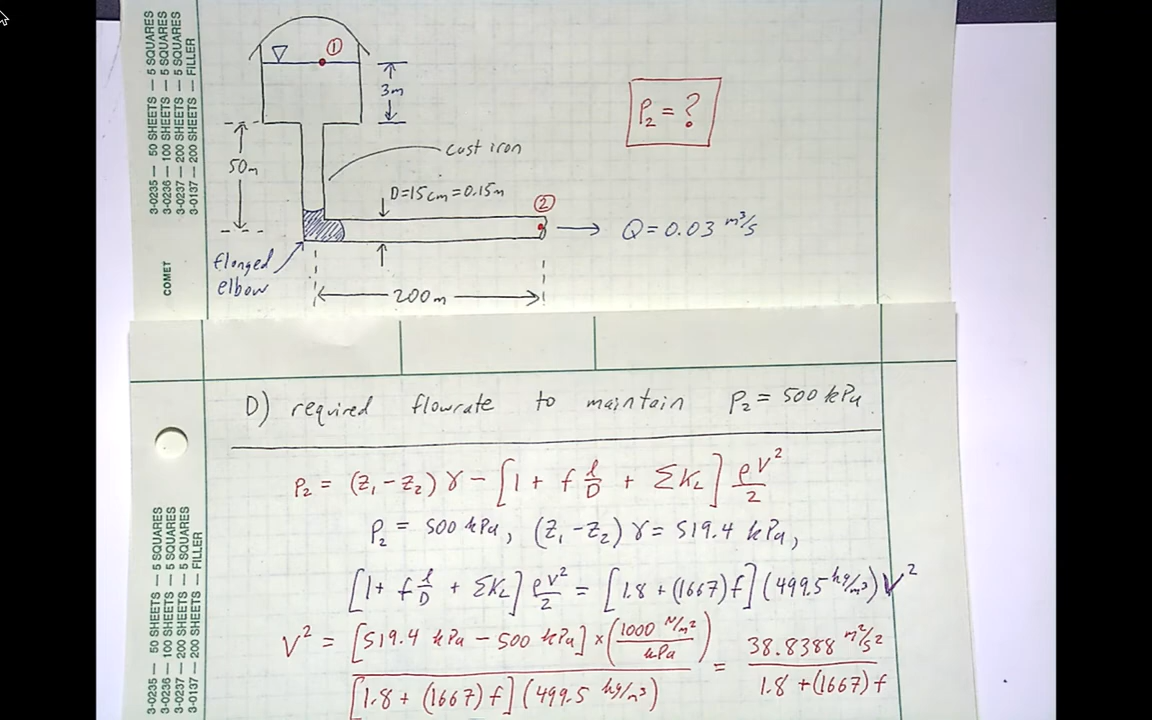 3-0235 — 50 SHEETS — 5 SQUARES
3-0236 — 100 SHEETS — 5 SQUARES
3-0237 — 200 SHEETS — 5 SQUARES
3-0137 — 200 SHEETS — FILLER
COMET
①
3m
P₂ = ?
50m
cast iron
D=15cm=0.15m
②
Q=0.03 m³/s
flanged
elbow
200m
D) required flowrate to maintain P₂ = 500 kPa
P₂ = (Z₁ - Z₂) γ - [1 + f l/D + ΣK_L] ρV²/2
P₂ = 500 kPa, (Z₁ - Z₂) γ = 519.4 kPa,
[1 + f l/D + ΣK_L] ρV²/2 = [1.8 + (1667)f] (499.5 kg/m³) V²
V² = [519.4 kPa - 500 kPa] × (1000 N/m² / kPa) / [1.8 + (1667) f] (499.5 kg/m³) = 38.8388 m²/s² / 1.8 + (1667) f
3-0235 — 50 SHEETS — 5 SQUARES
3-0236 — 100 SHEETS — 5 SQUARES
3-0237 — 200 SHEETS — 5 SQUARES
3-0137 — 200 SHEETS — FILLER